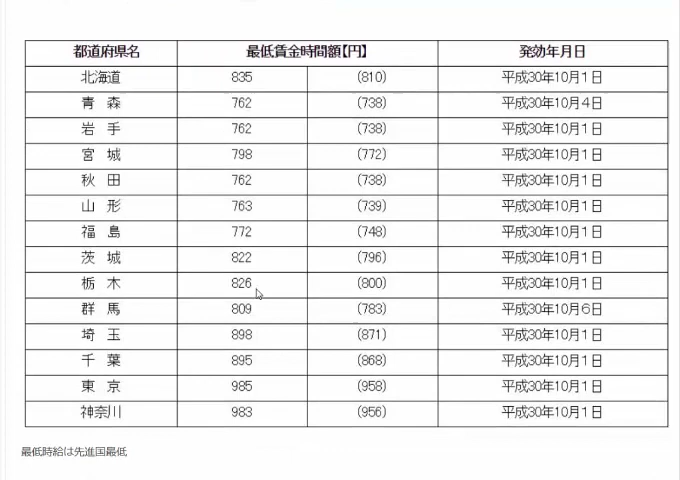 都道府県名 最低賃金時間額【円】 発効年月日
北海道 835 (810) 平成30年10月1日
青 森 762 (738) 平成30年10月4日
岩 手 762 (738) 平成30年10月1日
宮 城 798 (772) 平成30年10月1日
秋 田 762 (738) 平成30年10月1日
山 形 763 (739) 平成30年10月1日
福 島 772 (748) 平成30年10月1日
茨 城 822 (796) 平成30年10月1日
栃 木 826 (800) 平成30年10月1日
群 馬 809 (783) 平成30年10月6日
埼 玉 898 (871) 平成30年10月1日
千 葉 895 (868) 平成30年10月1日
東 京 985 (958) 平成30年10月1日
神奈川 983 (956) 平成30年10月1日
最低時給は先進国最低